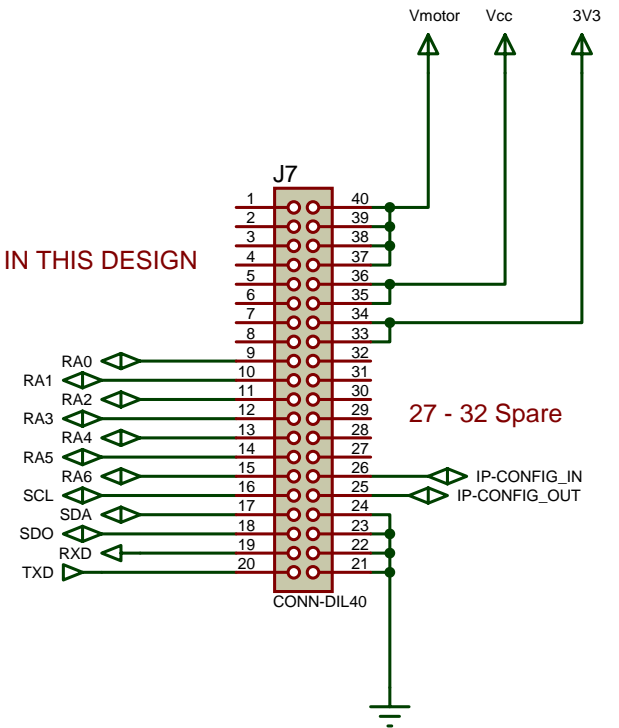 Vmotor Vcc 3V3
J7
1 40
2 39
3 38
IN THIS DESIGN
4 37
5 36
6 35
7 34
8 33
RA0 9 32
RA1 10 31
RA2 11 30
RA3 12 29
27 - 32 Spare
RA4 13 28
RA5 14 27
RA6 15 26 IP-CONFIG_IN
SCL 16 25 IP-CONFIG_OUT
SDA 17 24
SDO 18 23
RXD 19 22
TXD 20 21
CONN-DIL40